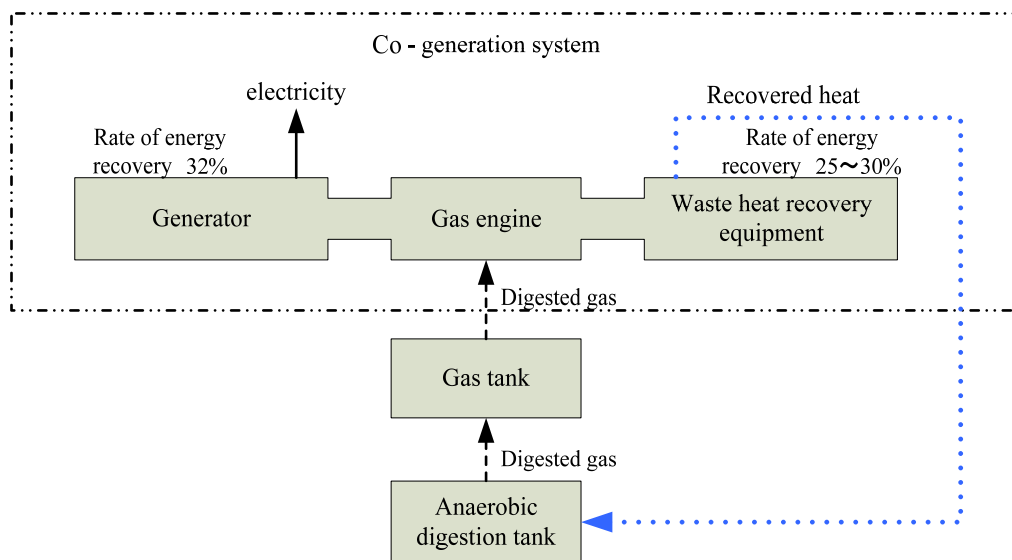 Co - generation system
electricity
Recovered heat
Rate of energy
recovery 32%
Rate of energy
recovery 25～30%
Generator
Gas engine
Waste heat recovery
equipment
Digested gas
Gas tank
Digested gas
Anaerobic
digestion tank